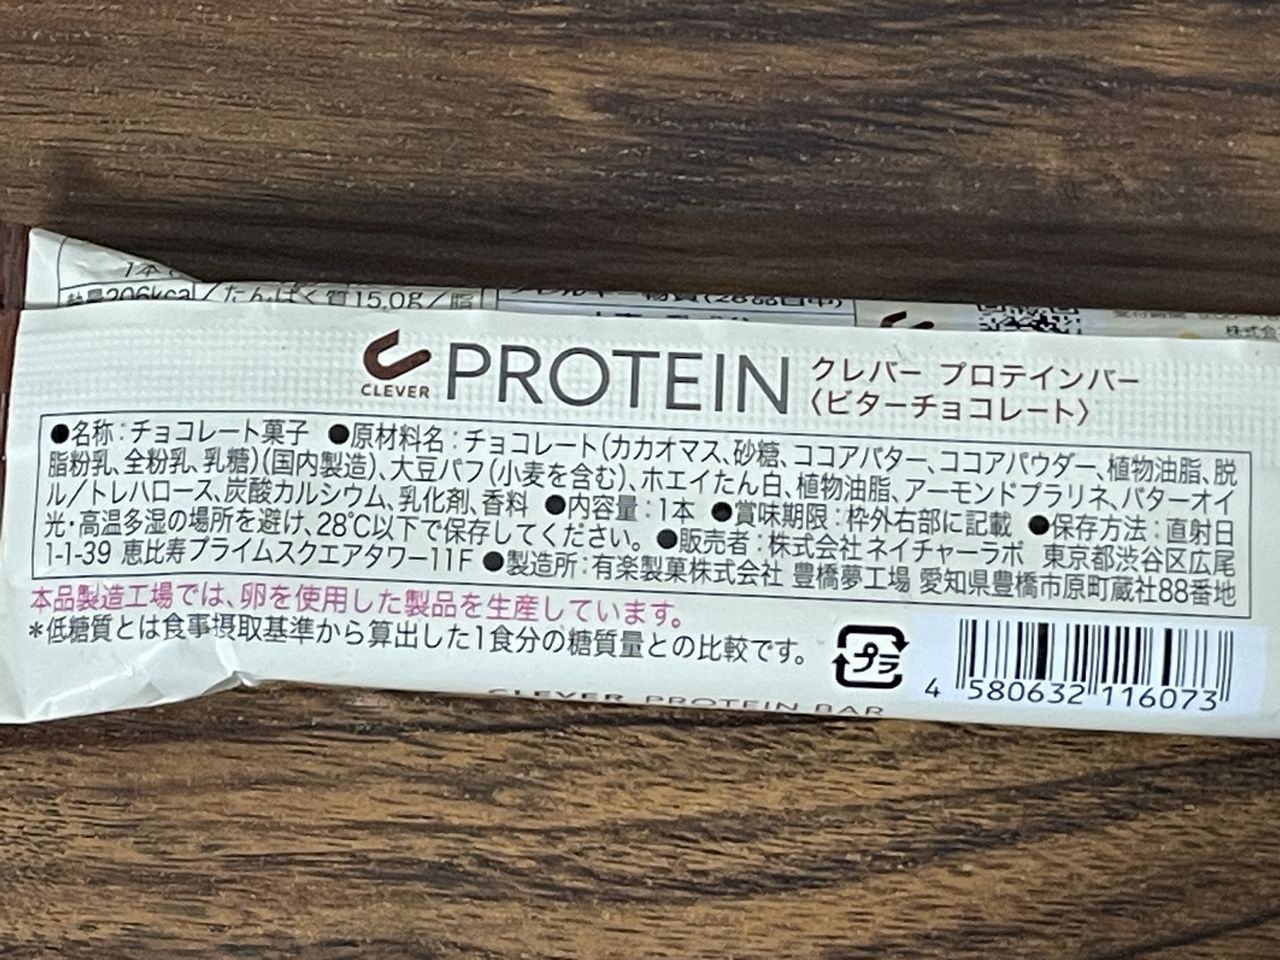 206kcal/たんぱく質15.0g/脂
CLEVER
PROTEIN
クレバー プロテインバー
〈ビターチョコレート〉
●名称:チョコレート菓子 ●原材料名:チョコレート(カカオマス、砂糖、ココアバター、ココアパウダー、植物油脂、脱
脂粉乳、全粉乳、乳糖)(国内製造)、大豆パフ(小麦を含む)、ホエイたん白、植物油脂、アーモンドプラリネ、バターオイ
ル/トレハロース、炭酸カルシウム、乳化剤、香料 ●内容量:1本 ●賞味期限:枠外右部に記載 ●保存方法:直射日
光・高温多湿の場所を避け、28℃以下で保存してください。 ●販売者:株式会社ネイチャーラボ 東京都渋谷区広尾
1-1-39 恵比寿プライムスクエアタワー11F ●製造所:有楽製菓株式会社 豊橋夢工場 愛知県豊橋市原町蔵社88番地
本品製造工場では、卵を使用した製品を生産しています。
*低糖質とは食事摂取基準から算出した1食分の糖質量との比較です。
プラ
4 580632 116073
CLEVER PROTEIN BAR